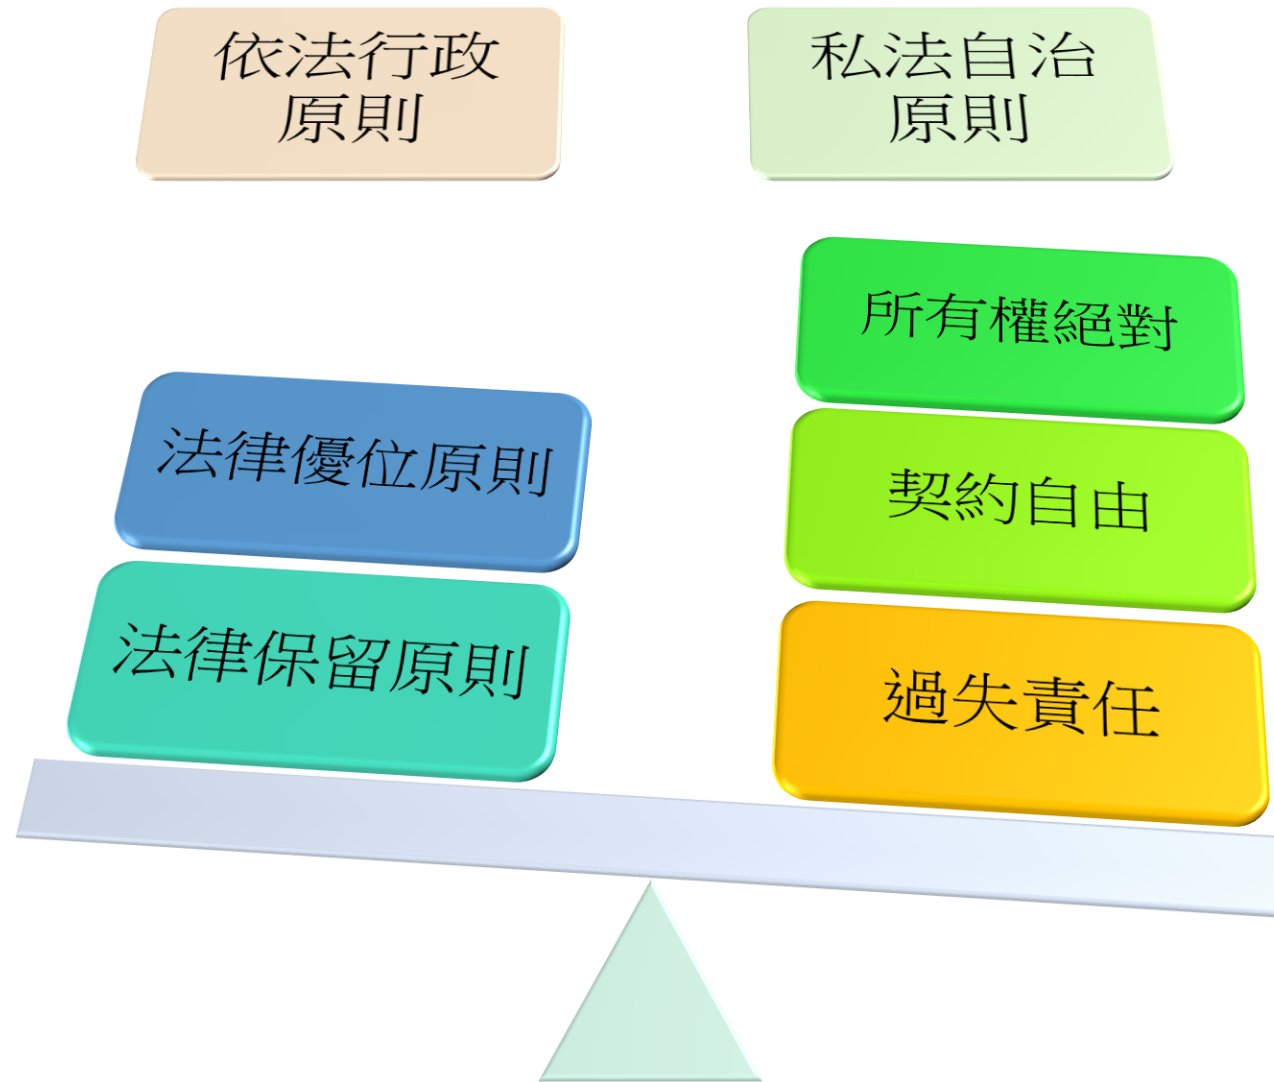 依法行政
原則
私法自治
原則
法律優位原則
法律保留原則
所有權絕對
契約自由
過失責任